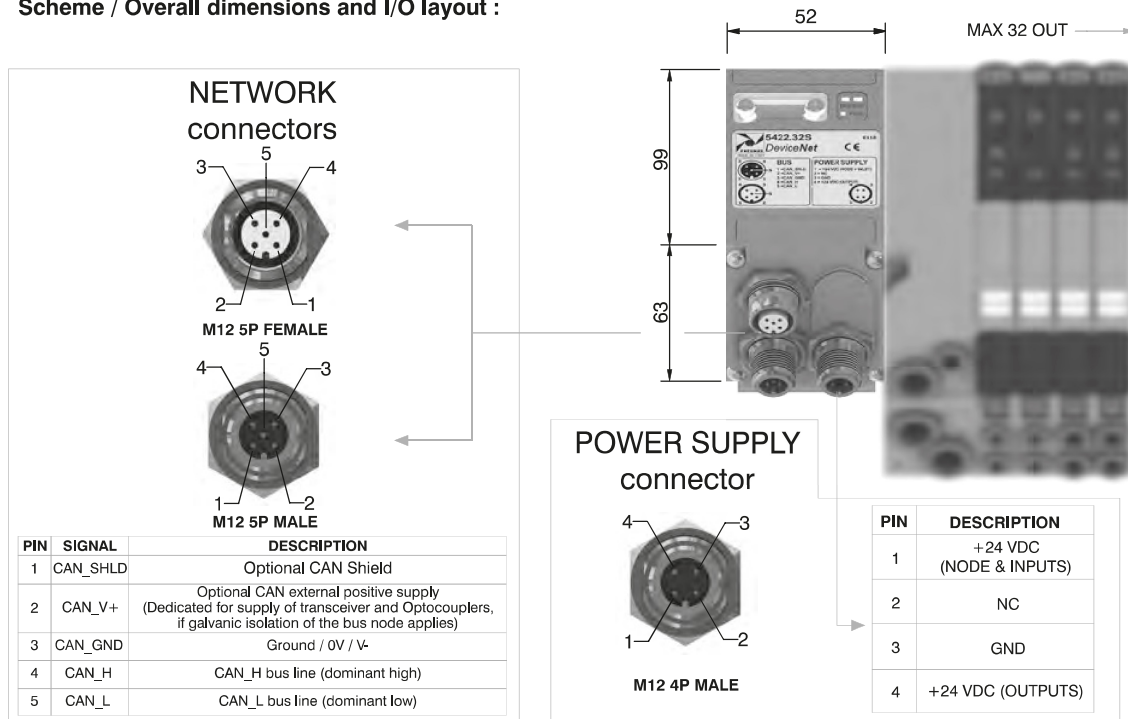 Scheme / Overall dimensions and I/O layout :
52
MAX 32 OUT
99
63
5422.32S
DeviceNet
CE
BUS
POWER SUPPLY
NETWORK
connectors
5
3
4
2
1
M12 5P FEMALE
5
4
3
1
2
M12 5P MALE
PIN SIGNAL DESCRIPTION
1 CAN_SHLD Optional CAN Shield
2 CAN_V+ Optional CAN external positive supply
(Dedicated for supply of transceiver and Optocouplers,
if galvanic isolation of the bus node applies)
3 CAN_GND Ground / 0V / V-
4 CAN_H CAN_H bus line (dominant high)
5 CAN_L CAN_L bus line (dominant low)
POWER SUPPLY
connector
4
3
1
2
M12 4P MALE
PIN DESCRIPTION
1 +24 VDC
(NODE & INPUTS)
2 NC
3 GND
4 +24 VDC (OUTPUTS)